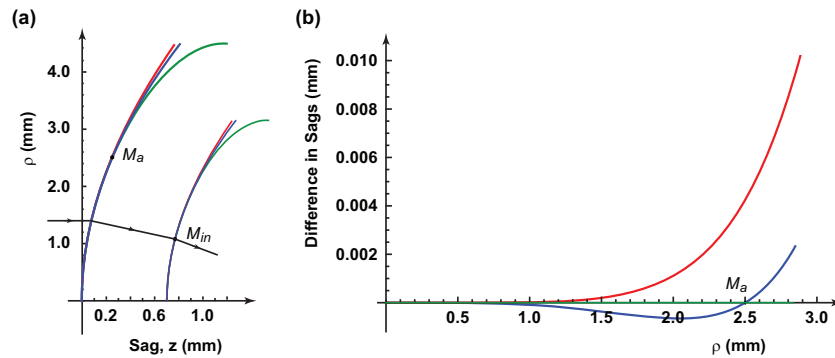 (a)
ρ (mm)
4.0
3.0
2.0
1.0
M_a
M_in
0.2
0.6
1.0
Sag, z (mm)
(b)
Difference in Sags (mm)
0.010
0.008
0.006
0.004
0.002
M_a
0.5
1.0
1.5
2.0
2.5
3.0
ρ (mm)